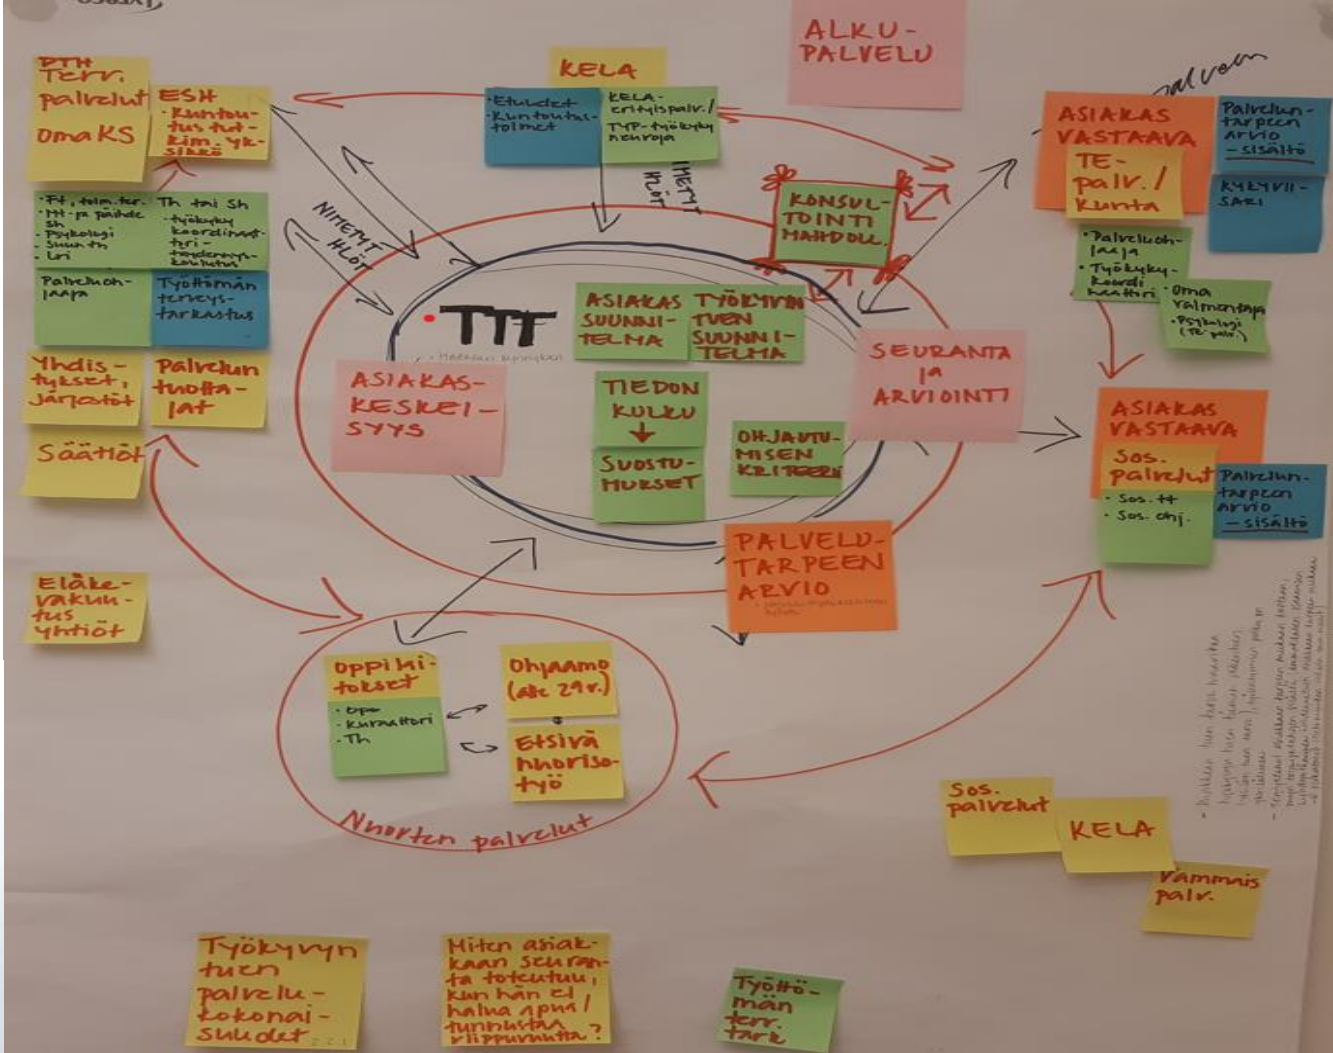 ALKU-
PALVELU
PTH
Terv.
palvelut
OmaKS
ESH
• Kuntou-
tustut-
kim. yk-
sikkö
KELA
• Etuudet
• Kuntoutus-
toimet
KELA-
erityispalv./
TYP-työkyky
neuvoja
palveen
ASIAKAS
VASTAAVA
TE-
palv./
kunta
Palvelun-
tarpeen
arvio
– sisältö
KYKYVII-
SARI
• Palveluoh-
jaaja
• Työkyky-
koordi
naattori
• Oma
valmentaja
• Psykologi
(TE-palv.)
• Ft, toim.ter.
• Mt- ja päihde
sh
• Psykologi
• Suun th
Th tai Sh
• työkyky
koordinaat-
tori-
täydennys-
koulutus
Palveluoh-
jaaja
Työttömän
terveys-
tarkastus
NIMETYT
HLÖT
NIMETYT
HLÖT
KONSUL-
TOINTI
MAHDOLL.
• TTT
ASIAKAS
SUUNNI-
TELMA
TYÖKYVYN
TUEN
SUUNNI-
TELMA
Yhdis-
tykset,
järjestöt
Palvelun
tuotta-
jat
Säätiöt
ASIAKAS-
KESKEI-
SYYS
TIEDON
KULKU
SUOSTU-
MUKSET
OHJAUTU-
MISEN
KRITEERIT
SEURANTA
JA
ARVIOINTI
ASIAKAS
VASTAAVA
Sos.
palvelut
• Sos. tt
• Sos. ohj.
Palvelun-
tarpeen
arvio
– sisältö
PALVELU-
TARPEEN
ARVIO
Eläke-
vakuu-
tus
yhtiöt
Oppilai-
tokset
• Opo
• Kuraattori
• Th
Ohjaamo
(alle 29 v.)
Etsivä
nuoriso-
työ
Nuorten palvelut
Sos.
palvelut
KELA
Vammais
palv.
Työkyvyn
tuen
palvelu-
kokonai-
suudet
Miten asiak-
kaan seuran-
ta toteutuu,
kun hän ei
halua apua/
tunnusta
riippuvuutta?
Työttö-
män
terv.
tark